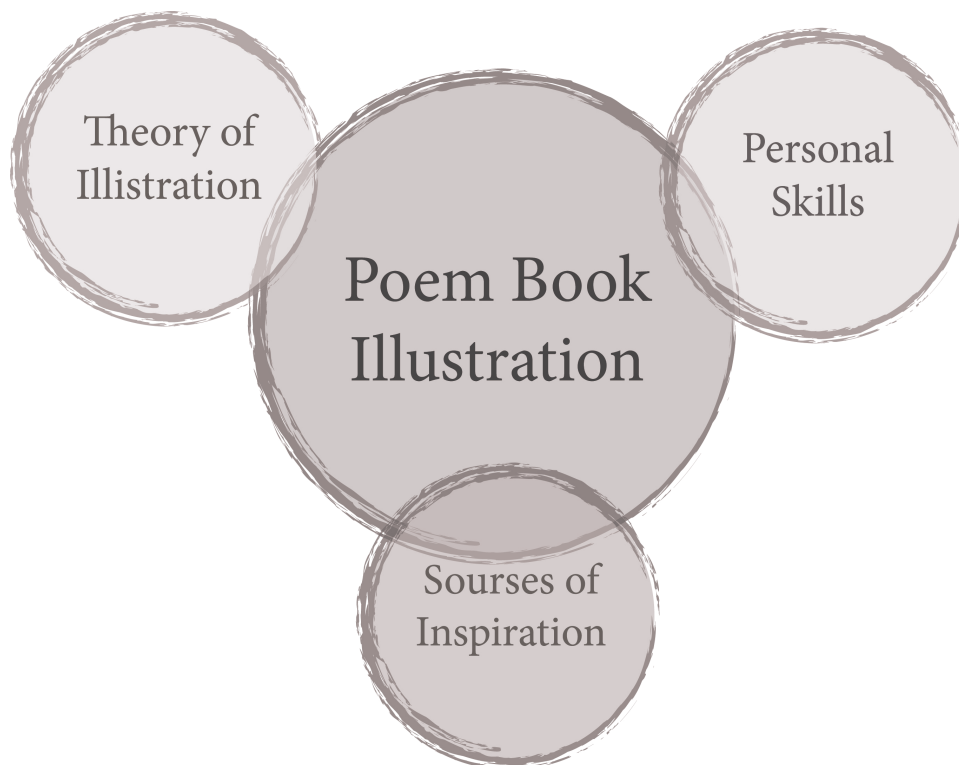 Theory of
Illistration
Personal
Skills
Poem Book
Illustration
Sourses of
Inspiration